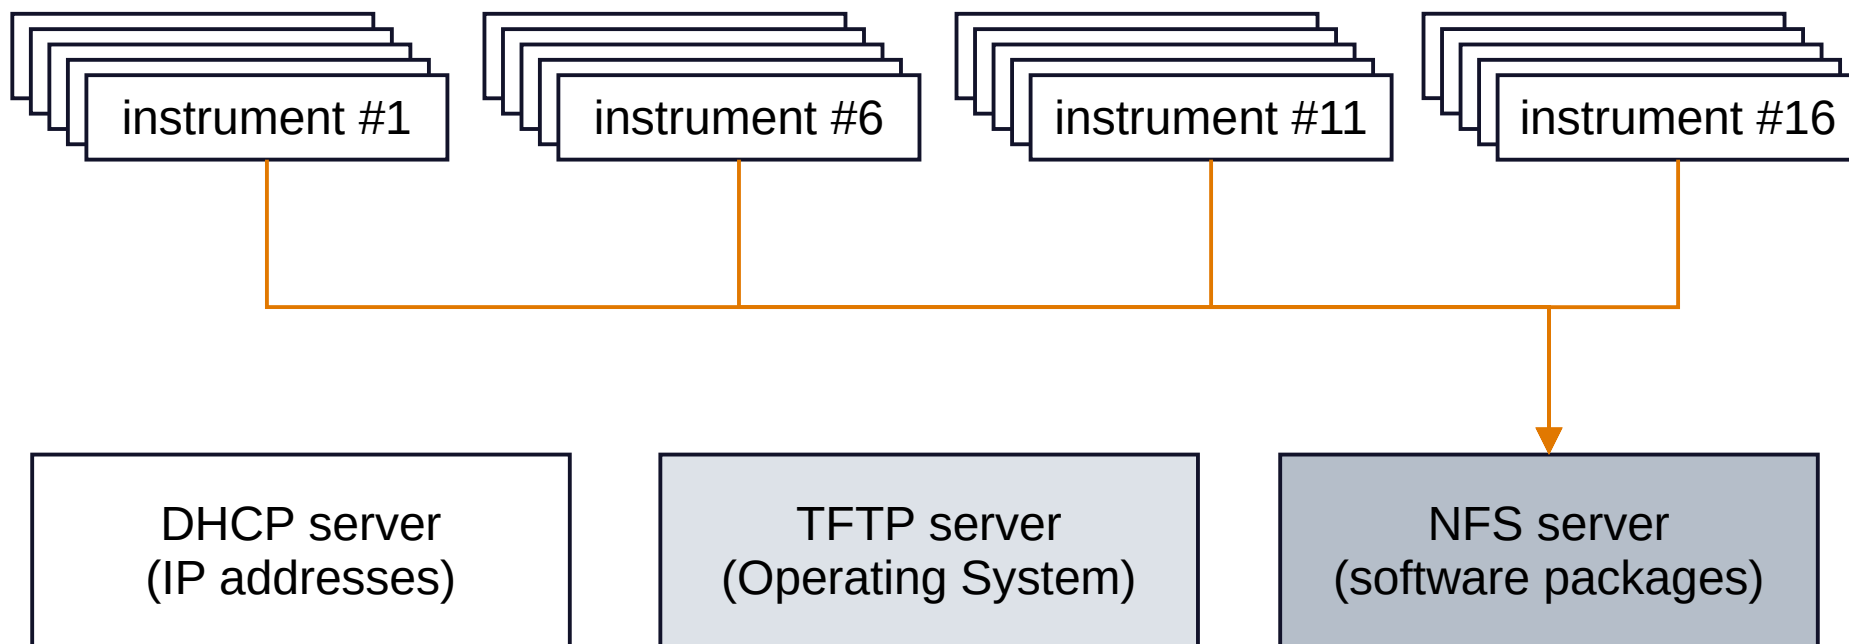 instrument #1
instrument #6
instrument #11
instrument #16
DHCP server
(IP addresses)
TFTP server
(Operating System)
NFS server
(software packages)